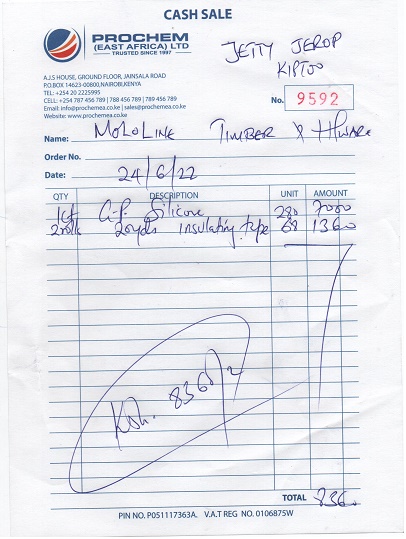 CASH SALE
PROCHEM
(EAST AFRICA) LTD
TRUSTED SINCE 1997
JETTY JEROP
KIPTOO
A.J.S HOUSE, GROUND FLOOR, JAINSALA ROAD
P.O.BOX 14623-00800,NAIROBI.KENYA
TEL: +254 20 2225995
CELL: +254 787 456 789 | 788 456 789 | 789 456 789
Email: info@prochemea.co.ke | sales@prochemea.co.ke
Website: www.prochemea.co.ke
No. 9592
Name: MOLOLINE TIMBER & H/WARE
Order No.
Date: 24/6/22
QTY DESCRIPTION UNIT AMOUNT
1ct G.P. Silicone 280 7000
2rolls 20yds insulating tape 68 1360
Ksh. 8360/=
TOTAL 8360
PIN NO. P051117363A. V.A.T REG NO. 0106875W